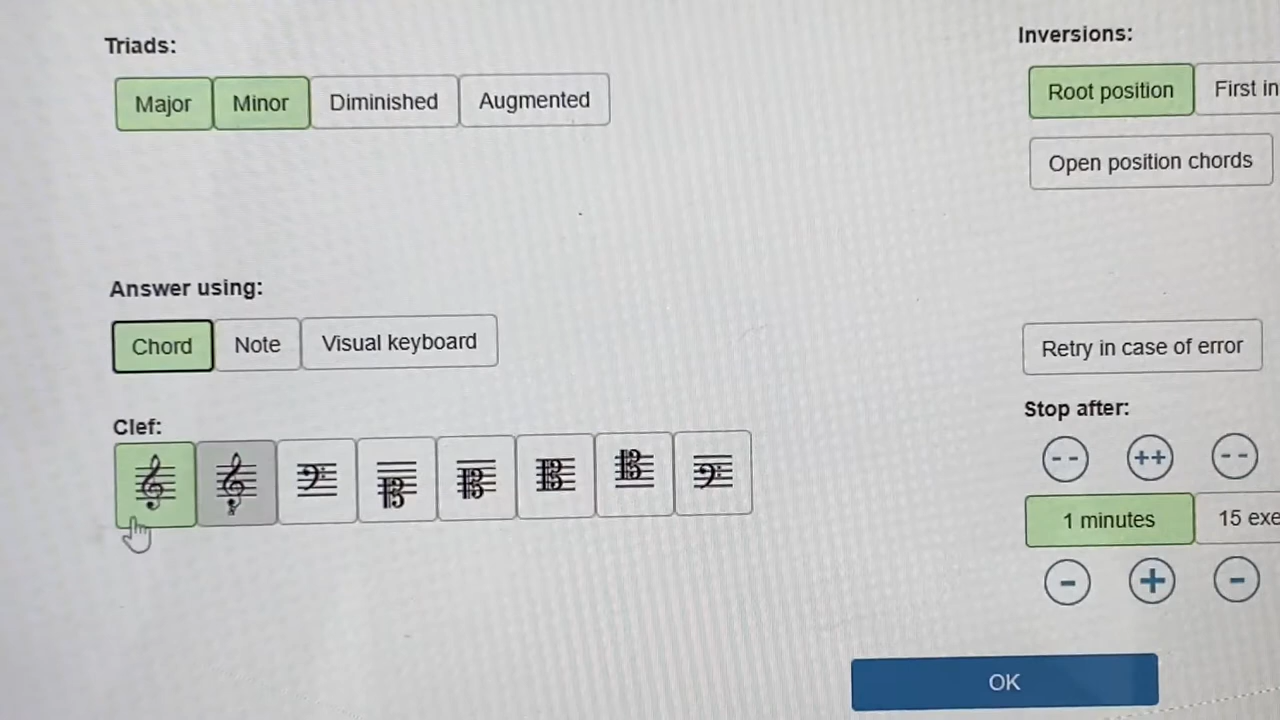 Triads:
Inversions:
Major Minor Diminished Augmented
Root position First in
Open position chords
Answer using:
Chord Note Visual keyboard
Retry in case of error
Clef:
Stop after:
-- ++ --
1 minutes 15 exe
- + -
OK